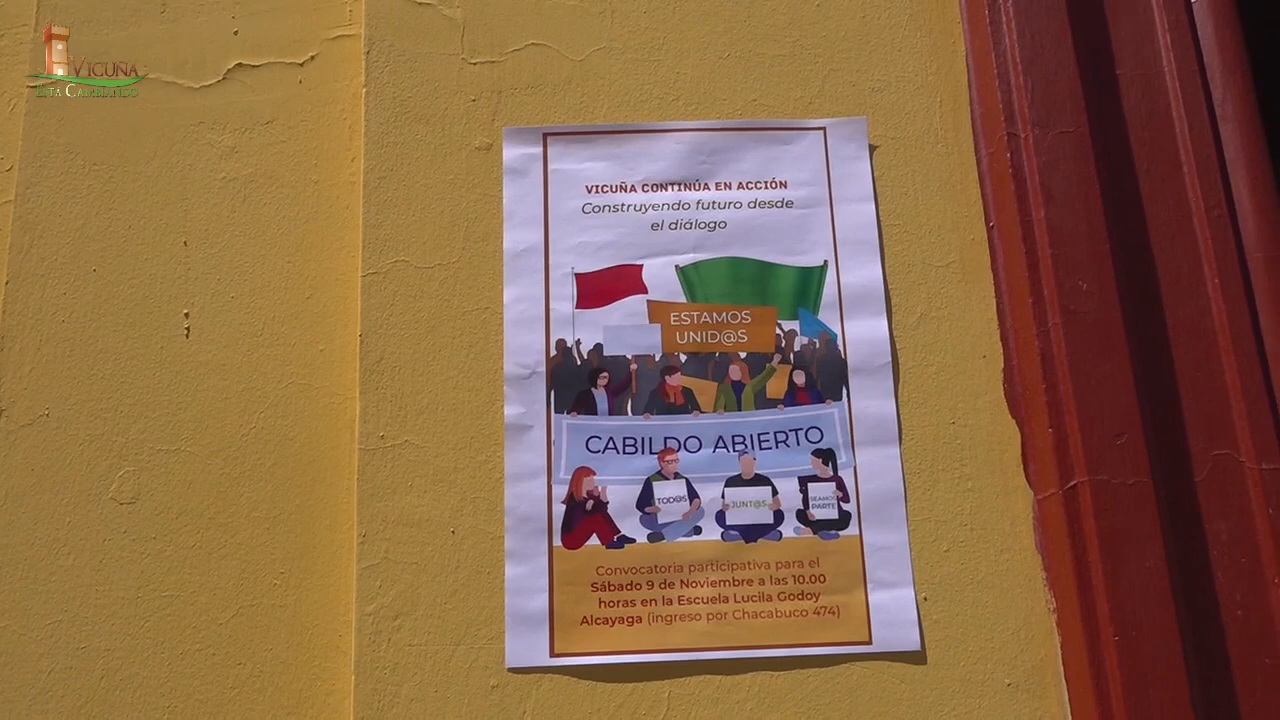 VICUÑA
ESTÁ CAMBIANDO
VICUÑA CONTINÚA EN ACCIÓN
Construyendo futuro desde
el diálogo
ESTAMOS
UNID@S
CABILDO ABIERTO
TOD@S
JUNT@S
SEAMOS
PARTE
Convocatoria participativa para el
Sábado 9 de Noviembre a las 10.00
horas en la Escuela Lucila Godoy
Alcayaga (ingreso por Chacabuco 474)